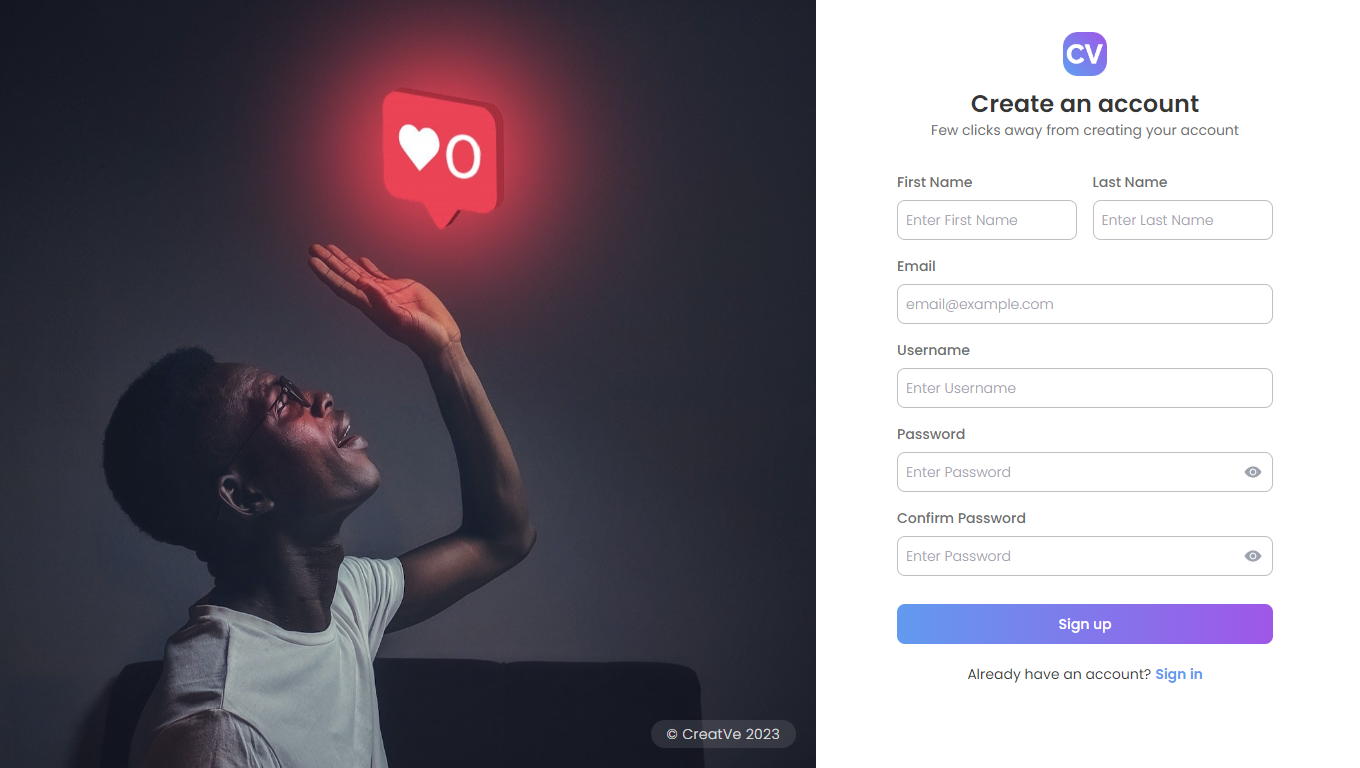 0
© CreatVe 2023
CV
Create an account
Few clicks away from creating your account
First Name Last Name
Enter First Name Enter Last Name
Email
email@example.com
Username
Enter Username
Password
Enter Password
Confirm Password
Enter Password
Sign up
Already have an account? Sign in